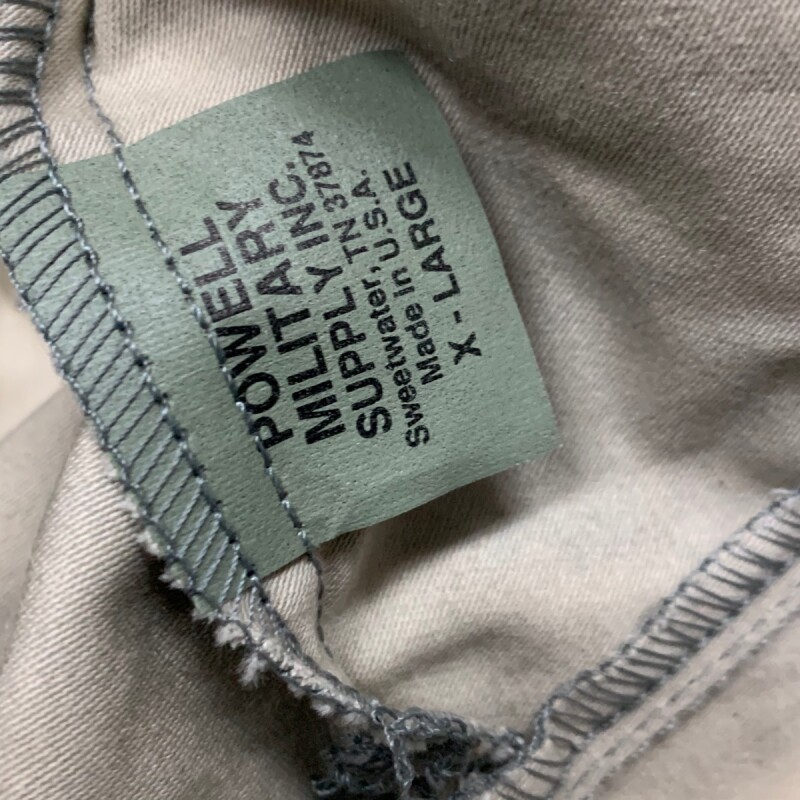 POWELL
MILITARY
SUPPLY INC.
Sweetwater, TN 37874
Made in U.S.A.
X - LARGE